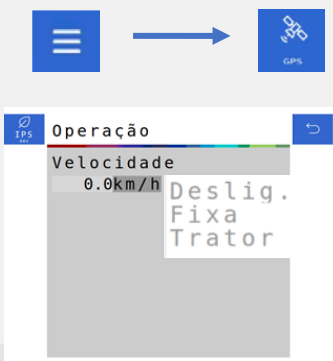 GPS
IPS
Operação
Velocidade
0.0km/h
Deslig.
Fixa
Trator